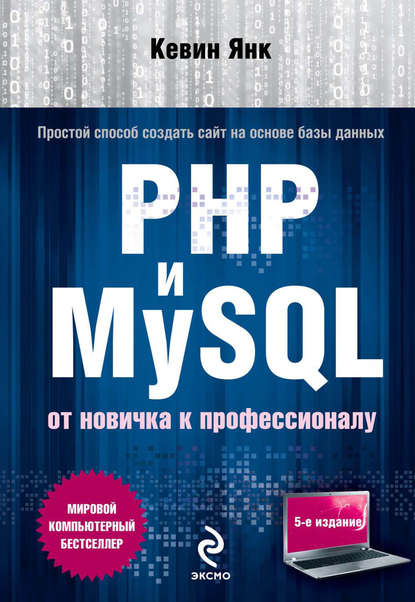 Кевин Янк
Простой способ создать сайт на основе базы данных
PHP
и
MySQL
от новичка к профессионалу
МИРОВОЙ
КОМПЬЮТЕРНЫЙ
БЕСТСЕЛЛЕР
5-е издание
ЭКСМО